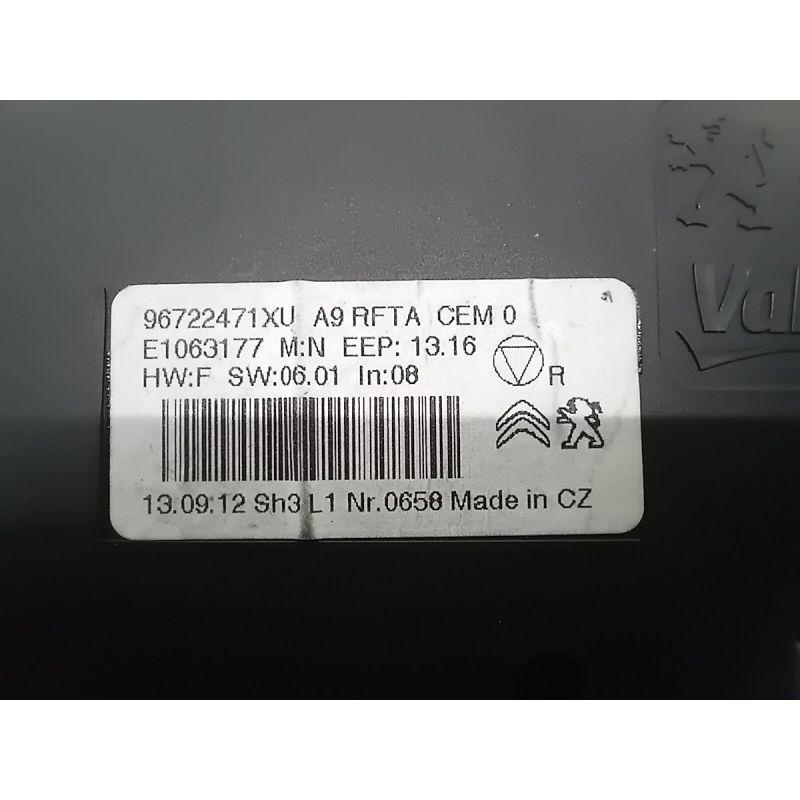 96722471XU A9 RFTA CEM 0
E1063177 M:N EEP: 13.16
HW:F SW:06.01 In:08
R
13.09.12 Sh3 L1 Nr.0658 Made in CZ
Val